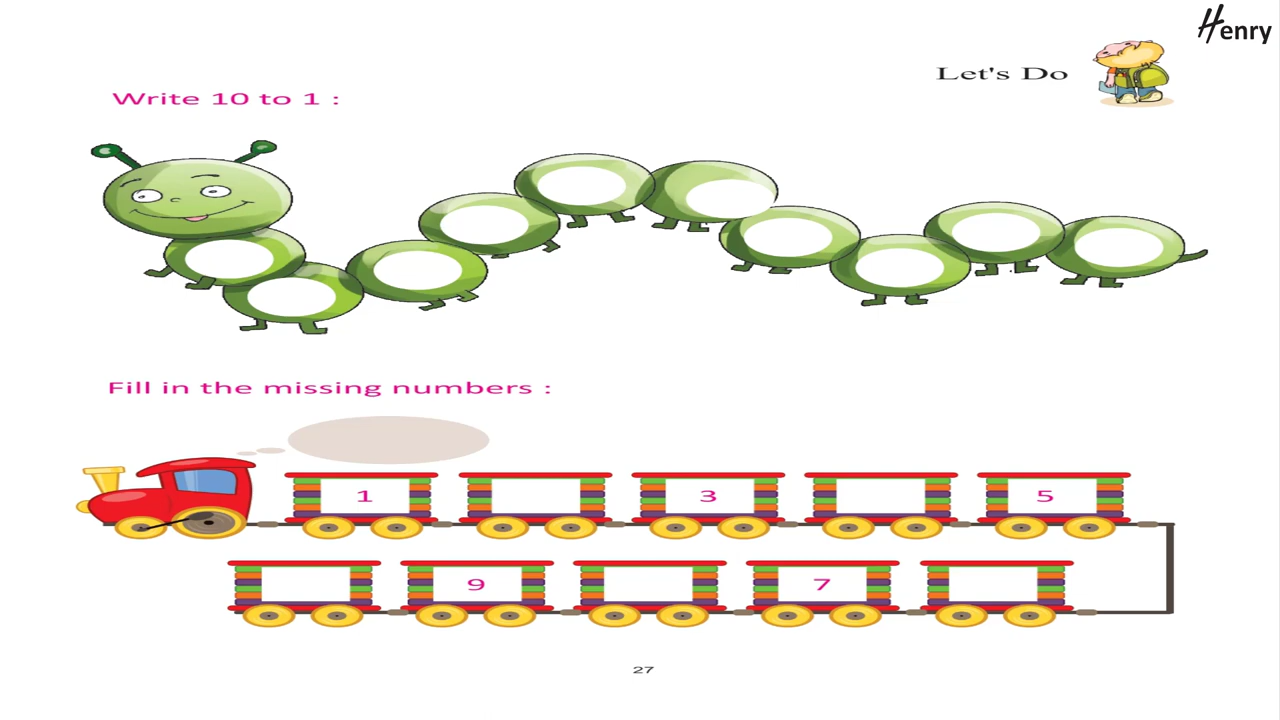 Henry
Let's Do
Write 10 to 1 :
Fill in the missing numbers :
1 3 5
9 7
27